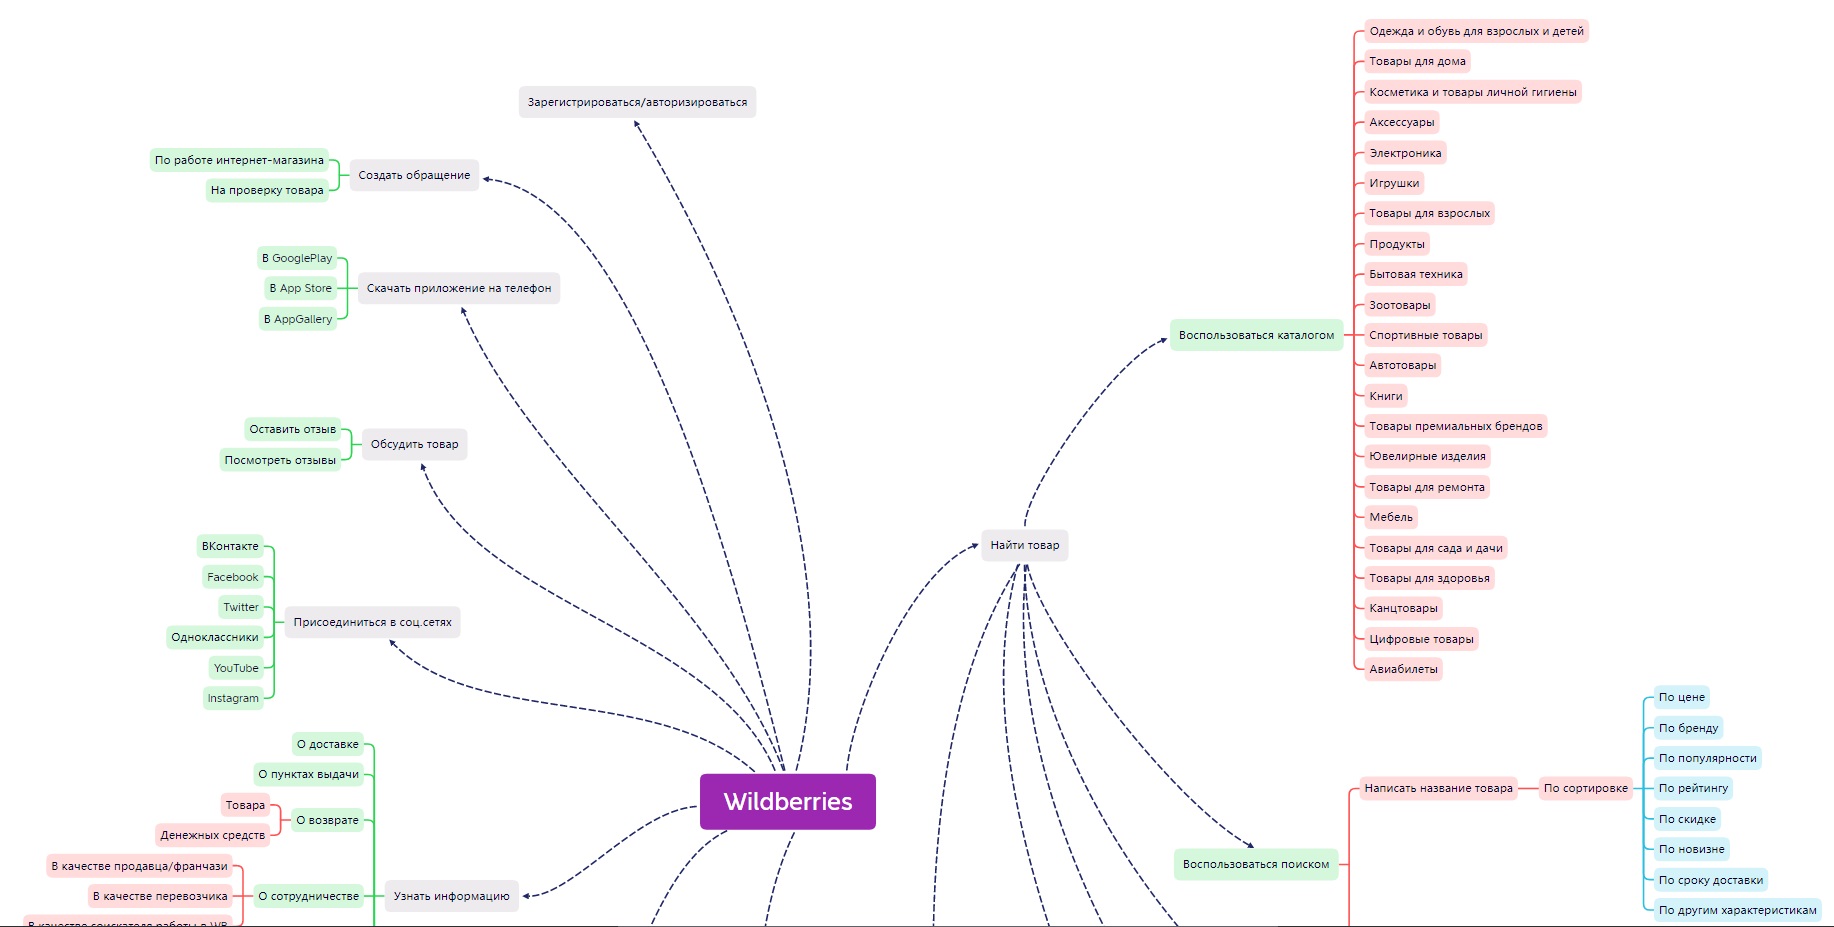 Зарегистрироваться/авторизироваться
По работе интернет-магазина
На проверку товара
Создать обращение
В GooglePlay
В App Store
В AppGallery
Скачать приложение на телефон
Оставить отзыв
Посмотреть отзывы
Обсудить товар
ВКонтакте
Facebook
Twitter
Одноклассники
YouTube
Instagram
Присоединиться в соц.сетях
О доставке
О пунктах выдачи
Товара
Денежных средств
О возврате
В качестве продавца/франчази
В качестве перевозчика
В качестве соискателя работы в WB
О сотрудничестве
Узнать информацию
Wildberries
Найти товар
Воспользоваться каталогом
Одежда и обувь для взрослых и детей
Товары для дома
Косметика и товары личной гигиены
Аксессуары
Электроника
Игрушки
Товары для взрослых
Продукты
Бытовая техника
Зоотовары
Спортивные товары
Автотовары
Книги
Товары премиальных брендов
Ювелирные изделия
Товары для ремонта
Мебель
Товары для сада и дачи
Товары для здоровья
Канцтовары
Цифровые товары
Авиабилеты
Воспользоваться поиском
Написать название товара
По сортировке
По цене
По бренду
По популярности
По рейтингу
По скидке
По новизне
По сроку доставки
По другим характеристикам